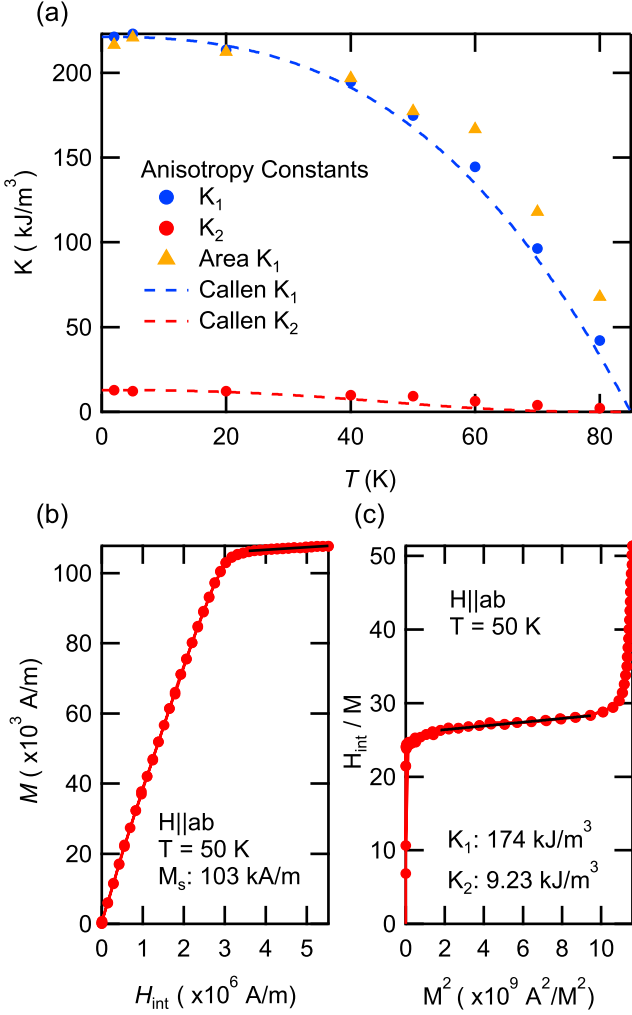 (a)
200
150
100
50
0
K ( kJ/m³)
Anisotropy Constants
K₁
K₂
Area K₁
Callen K₁
Callen K₂
0 20 40 60 80
T (K)
(b)
100
80
60
40
20
0
M ( x10³ A/m)
H||ab
T = 50 K
Mₛ: 103 kA/m
0 1 2 3 4 5
H_int ( x10⁶ A/m)
(c)
50
40
30
20
10
0
H_int / M
H||ab
T = 50 K
K₁: 174 kJ/m³
K₂: 9.23 kJ/m³
0 2 4 6 8 10
M² ( x10⁹ A²/M²)